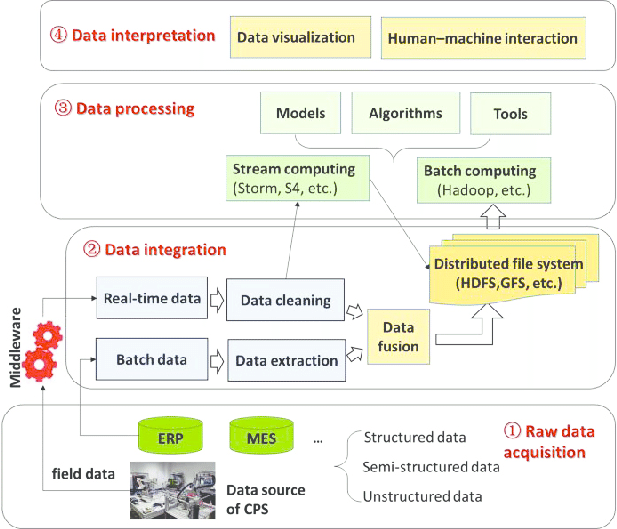 ④ Data interpretation
Data visualization
Human–machine interaction
③ Data processing
Models
Algorithms
Tools
Stream computing
(Storm, S4, etc.)
Batch computing
(Hadoop, etc.)
② Data integration
Distributed file system
(HDFS,GFS, etc.)
Real-time data
Data cleaning
Data
fusion
Batch data
Data extraction
Middleware
① Raw data
acquisition
ERP
MES
...
Structured data
Semi-structured data
Unstructured data
field data
Data source
of CPS